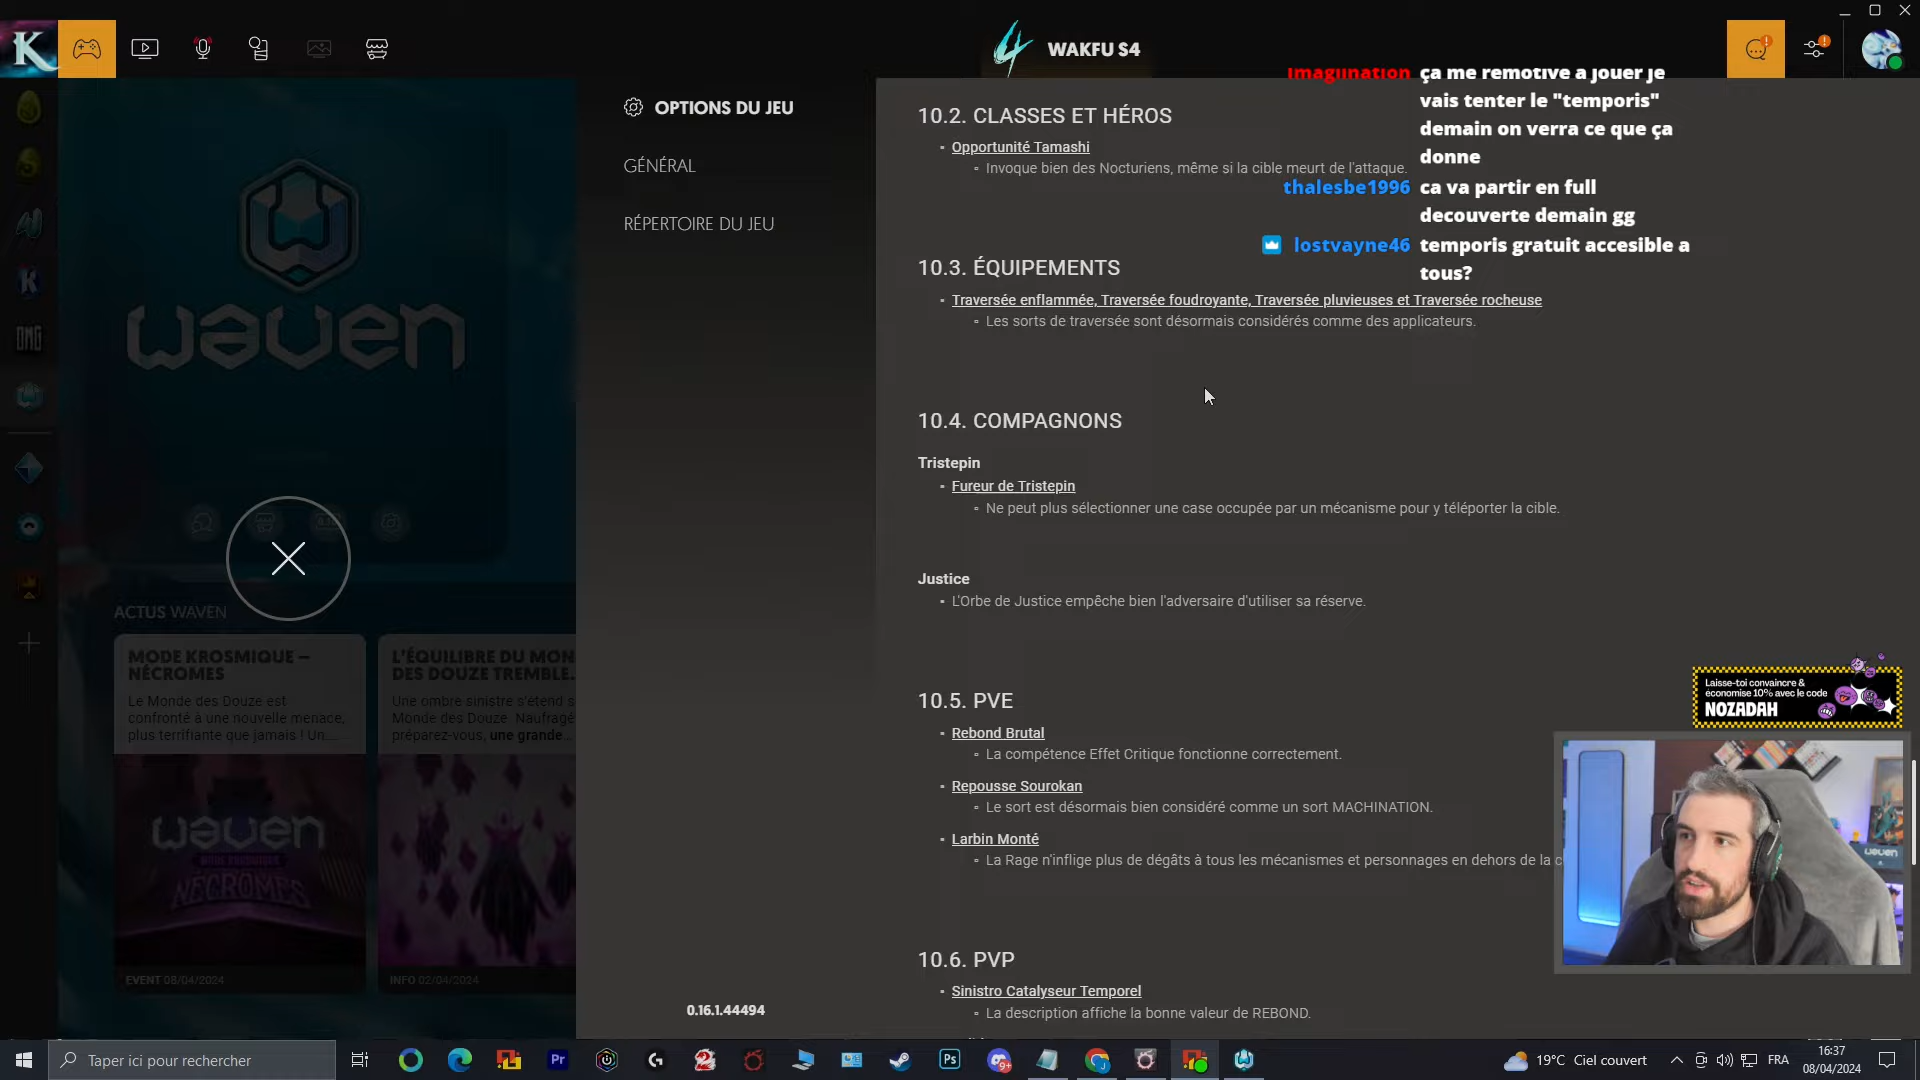 WAKFU S4
OPTIONS DU JEU
GÉNÉRAL
RÉPERTOIRE DU JEU
0.16.1.44494
waven
ACTUS WAVEN
MODE KROSMIQUE –
NÉCROMES
Le Monde des Douze est
confronté à une nouvelle menace,
plus terrifiante que jamais ! Un....
waven
MODE KROSMIQUE
NÉCROMES
EVENT 08/04/2024
L'ÉQUILIBRE DU MON
DES DOUZE TREMBLE..
Une ombre sinistre s'étend s
Monde des Douze. Naufragé
préparez-vous, une grande..
INFO 02/04/2024
10.2. CLASSES ET HÉROS
Opportunité Tamashi
Invoque bien des Nocturiens, même si la cible meurt de l'attaque.
10.3. ÉQUIPEMENTS
Traversée enflammée, Traversée foudroyante, Traversée pluvieuses et Traversée rocheuse
Les sorts de traversée sont désormais considérés comme des applicateurs.
10.4. COMPAGNONS
Tristepin
Fureur de Tristepin
Ne peut plus sélectionner une case occupée par un mécanisme pour y téléporter la cible.
Justice
L'Orbe de Justice empêche bien l'adversaire d'utiliser sa réserve.
10.5. PVE
Rebond Brutal
La compétence Effet Critique fonctionne correctement.
Repousse Sourokan
Le sort est désormais bien considéré comme un sort MACHINATION.
Larbin Monté
La Rage n'inflige plus de dégâts à tous les mécanismes et personnages en dehors de la c
10.6. PVP
Sinistro Catalyseur Temporel
La description affiche la bonne valeur de REBOND.
Imagiination ça me remotive a jouer je
vais tenter le "temporis"
demain on verra ce que ça
donne
thalesbe1996 ca va partir en full
decouverte demain gg
lostvayne46 temporis gratuit accesible a
tous?
Laisse-toi convaincre &
économise 10% avec le code
NOZADAH
Taper ici pour rechercher
19°C Ciel couvert
FRA
16:37
08/04/2024